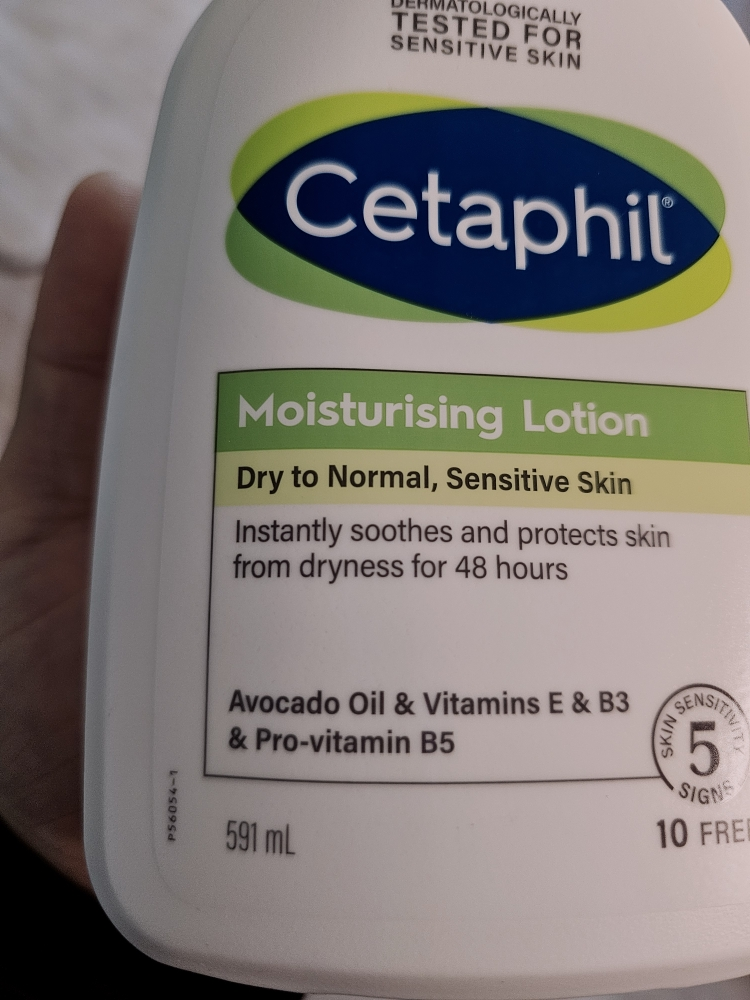 DERMATOLOGICALLY
TESTED FOR
SENSITIVE SKIN
Cetaphil®
Moisturising Lotion
Dry to Normal, Sensitive Skin
Instantly soothes and protects skin
from dryness for 48 hours
Avocado Oil & Vitamins E & B3
& Pro-vitamin B5
SKIN SENSITIVITY
5
SIGNS
P56054-1
591 mL
10 FREE